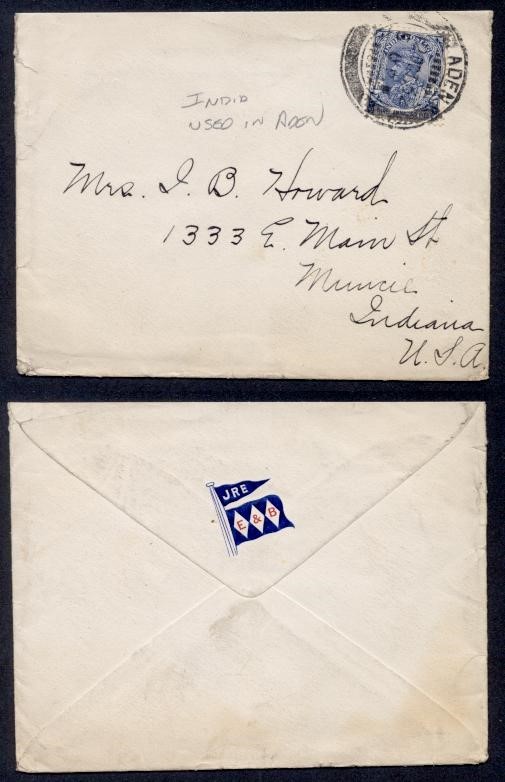 ADEN
INDIA
USED IN ADEN
Mrs. I. B. Howard
1333 E. Main St
Muncie
Indiana
U.S.A.
JRE
E & B